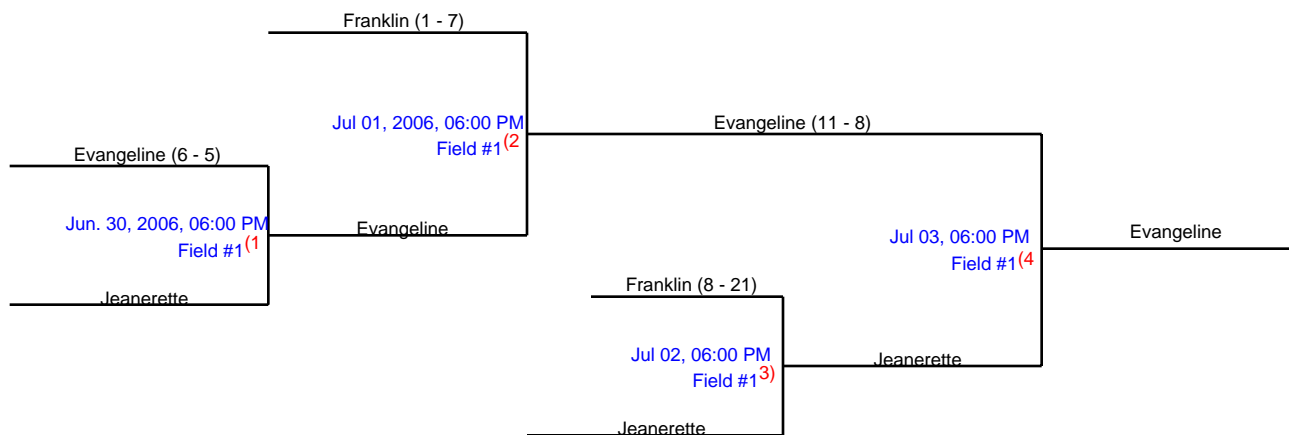 Franklin (1 - 7)
Jul 01, 2006, 06:00 PM
Field #1(2
Evangeline (11 - 8)
Evangeline (6 - 5)
Jun. 30, 2006, 06:00 PM
Field #1(1
Evangeline
Jul 03, 06:00 PM
Field #1(4
Evangeline
Jeanerette
Franklin (8 - 21)
Jul 02, 06:00 PM
Field #13)
Jeanerette
Jeanerette